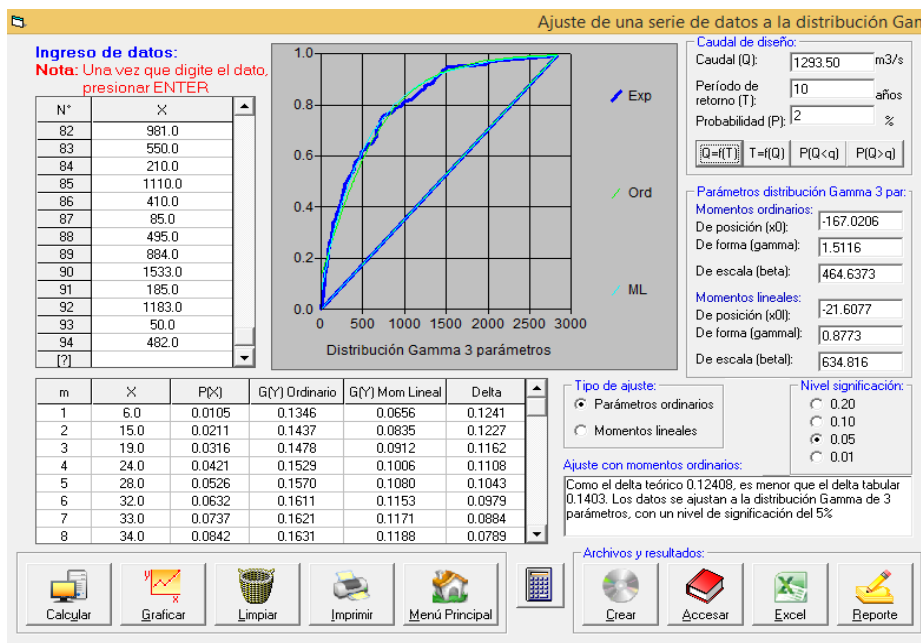 Ajuste de una serie de datos a la distribución Gam
Ingreso de datos:
Nota: Una vez que digite el dato,
presionar ENTER
N° X
82 981.0
83 550.0
84 210.0
85 1110.0
86 410.0
87 85.0
88 495.0
89 884.0
90 1533.0
91 185.0
92 1183.0
93 50.0
94 482.0
[?]
1.0
0.8
0.6
0.4
0.2
0.0
0 500 1000 1500 2000 2500 3000
Distribución Gamma 3 parámetros
Exp
Ord
ML
Caudal de diseño:
Caudal (Q): 1293.50 m3/s
Período de
retorno (T): 10 años
Probabilidad (P): 2 %
Q=f(T) T=f(Q) P(Q<q) P(Q>q)
Parámetros distribución Gamma 3 par:
Momentos ordinarios:
De posición (x0): -167.0206
De forma (gamma): 1.5116
De escala (beta): 464.6373
Momentos lineales:
De posición (x0l): -21.6077
De forma (gammal): 0.8773
De escala (betal): 634.816
m X P(X) G(Y) Ordinario G(Y) Mom Lineal Delta
1 6.0 0.0105 0.1346 0.0656 0.1241
2 15.0 0.0211 0.1437 0.0835 0.1227
3 19.0 0.0316 0.1478 0.0912 0.1162
4 24.0 0.0421 0.1529 0.1006 0.1108
5 28.0 0.0526 0.1570 0.1080 0.1043
6 32.0 0.0632 0.1611 0.1153 0.0979
7 33.0 0.0737 0.1621 0.1171 0.0884
8 34.0 0.0842 0.1631 0.1188 0.0789
Tipo de ajuste:
Parámetros ordinarios
Momentos lineales
Nivel significación:
0.20
0.10
0.05
0.01
Ajuste con momentos ordinarios:
Como el delta teórico 0.12408, es menor que el delta tabular
0.1403. Los datos se ajustan a la distribución Gamma de 3
parámetros, con un nivel de significación del 5%
Calcular Graficar Limpiar Imprimir Menú Principal
Archivos y resultados:
Crear Accesar Excel Reporte